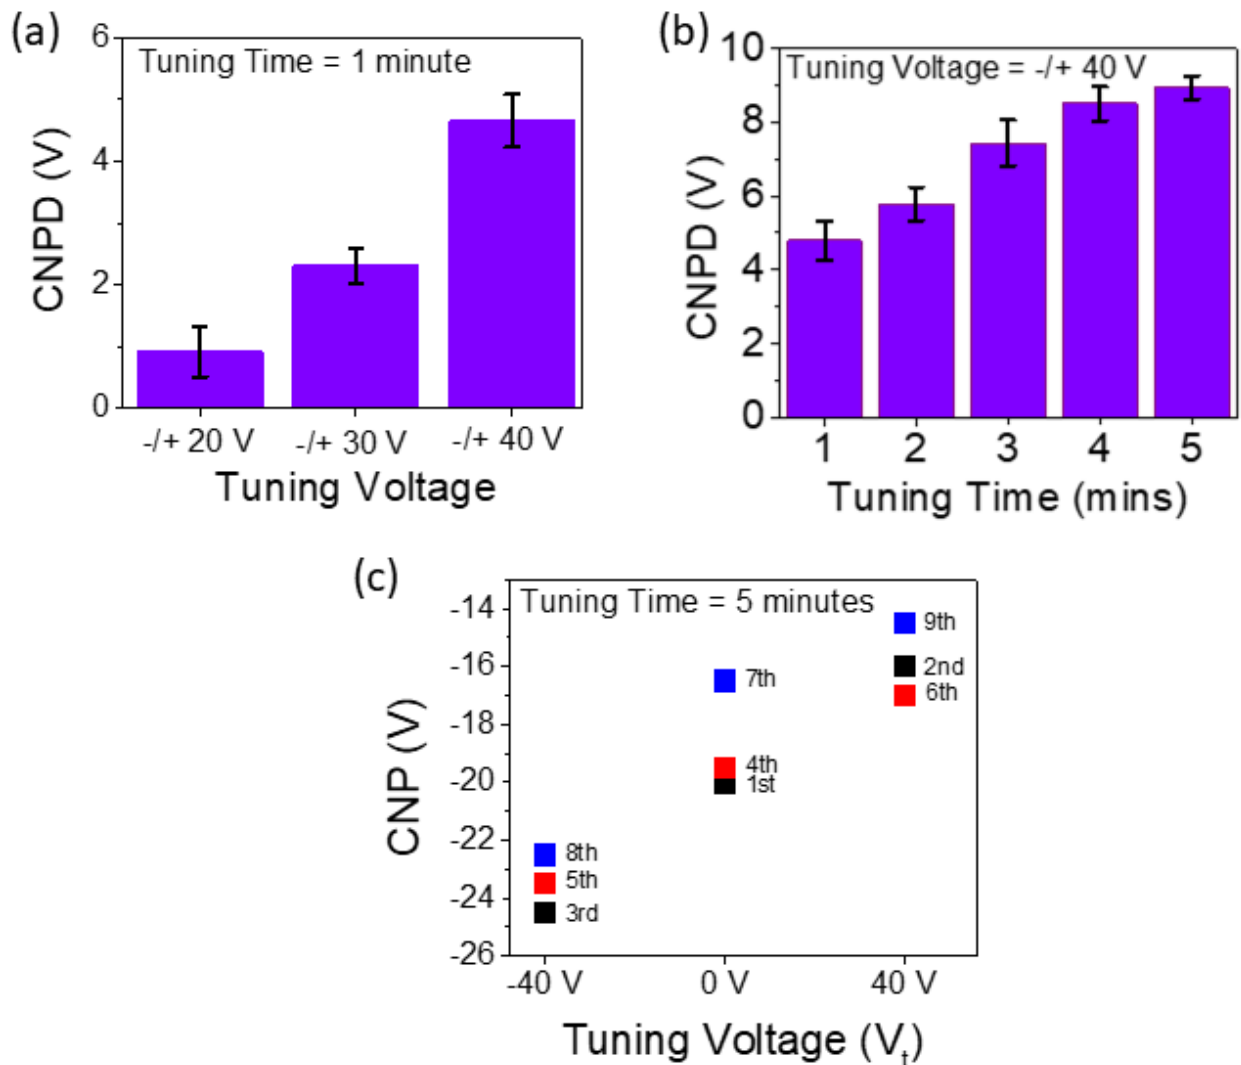 (a)
Tuning Time = 1 minute
CNPD (V)
6
4
2
0
-/+ 20 V
-/+ 30 V
-/+ 40 V
Tuning Voltage
(b)
Tuning Voltage = -/+ 40 V
CNPD (V)
10
8
6
4
2
0
1 2 3 4 5
Tuning Time (mins)
(c)
Tuning Time = 5 minutes
CNP (V)
-14
-16
-18
-20
-22
-24
-26
9th
2nd
6th
7th
4th
1st
8th
5th
3rd
-40 V 0 V 40 V
Tuning Voltage (Vt)